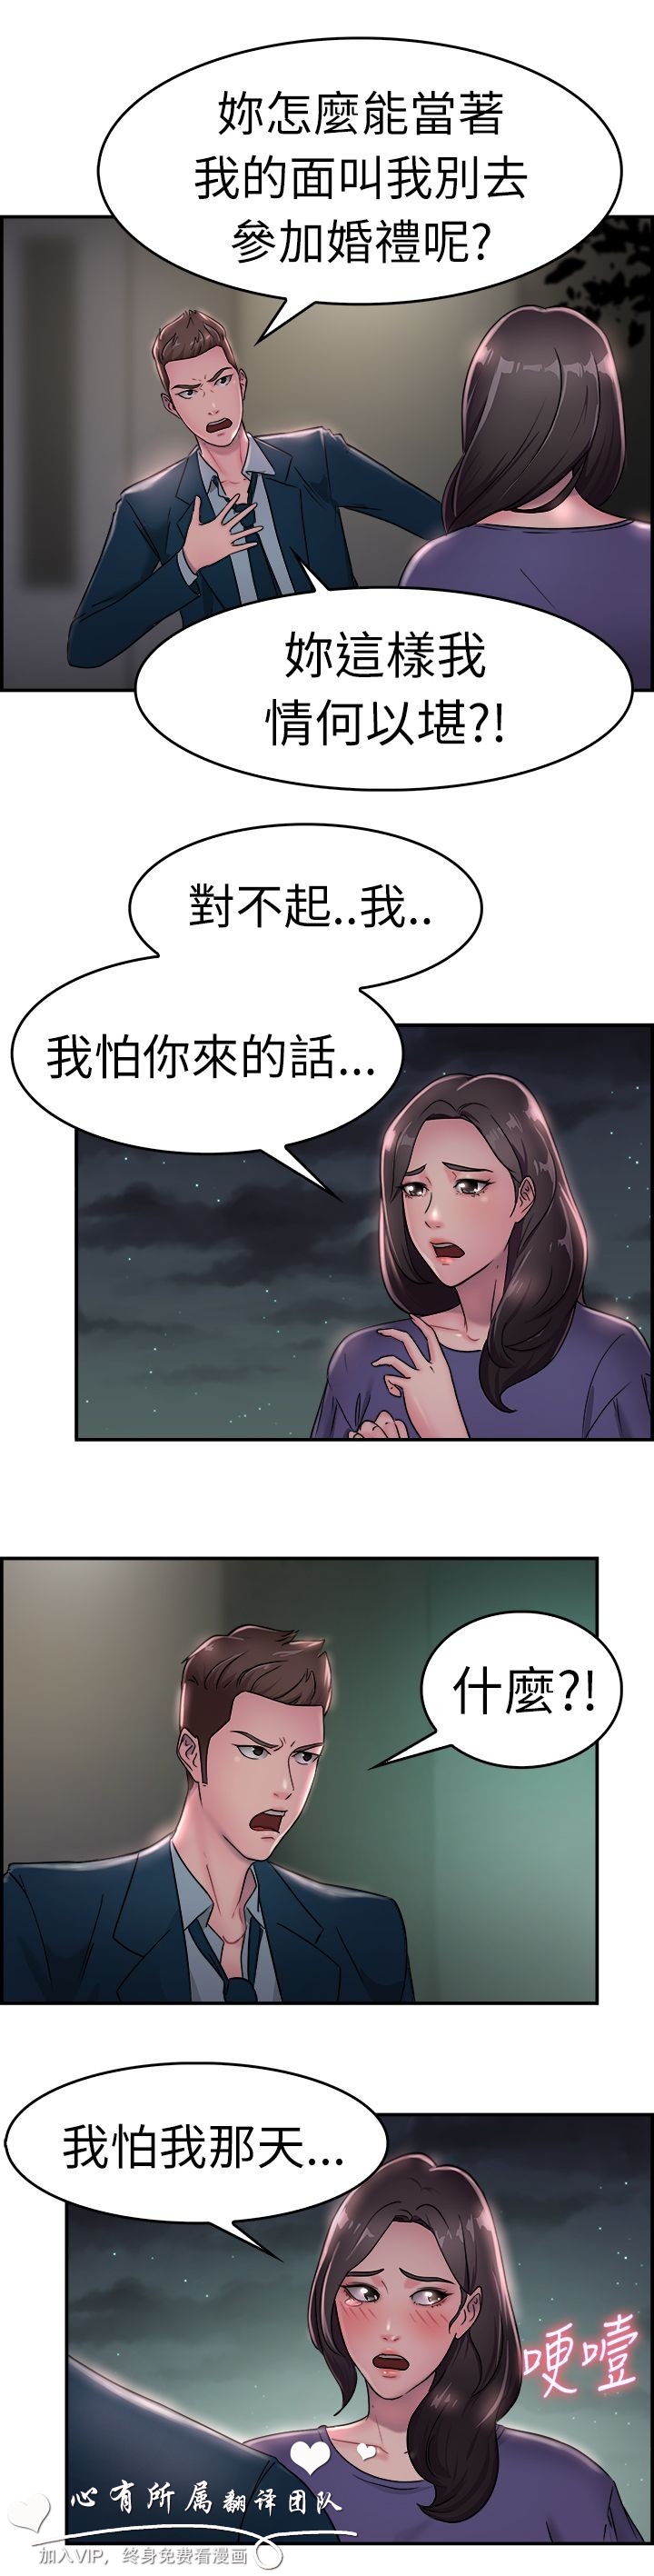 妳怎麼能當著
我的面叫我別去
參加婚禮呢?
妳這樣我
情何以堪?!
對不起..我..
我怕你來的話...
什麼?!
我怕我那天...
哽噎
心有所属翻译团队
加入VIP，终身免费看漫画